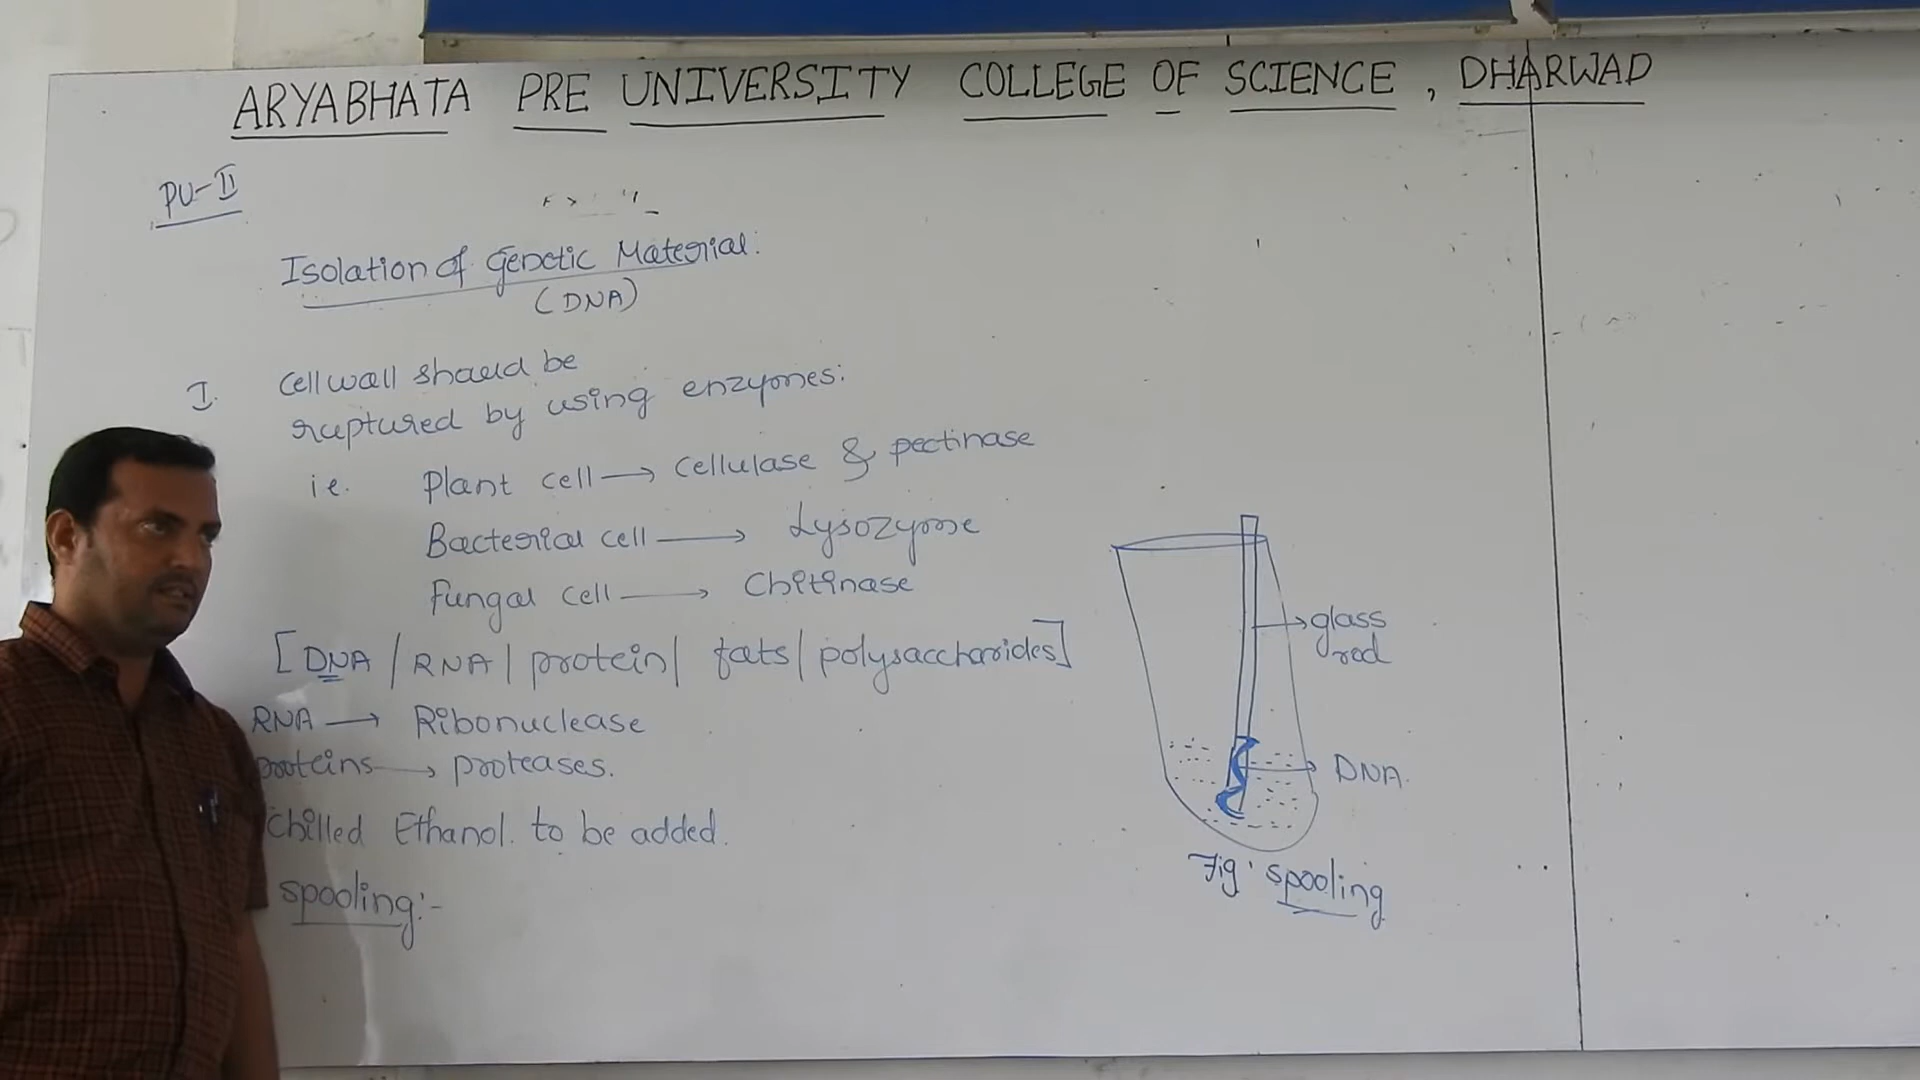 ARYABHATA PRE UNIVERSITY COLLEGE OF SCIENCE, DHARWAD
PU-II
Isolation of Genetic Material:
(DNA)
I. Cell wall should be
ruptured by using enzymes:
i.e. Plant cell → Cellulase & pectinase
Bacterial cell → Lysozyme
Fungal cell → Chitinase
[DNA / RNA / protein / fats / polysaccharides]
RNA → Ribonuclease
proteins → proteases.
Chilled Ethanol. to be added.
Spooling:-
glass
rod
DNA.
Fig: Spooling